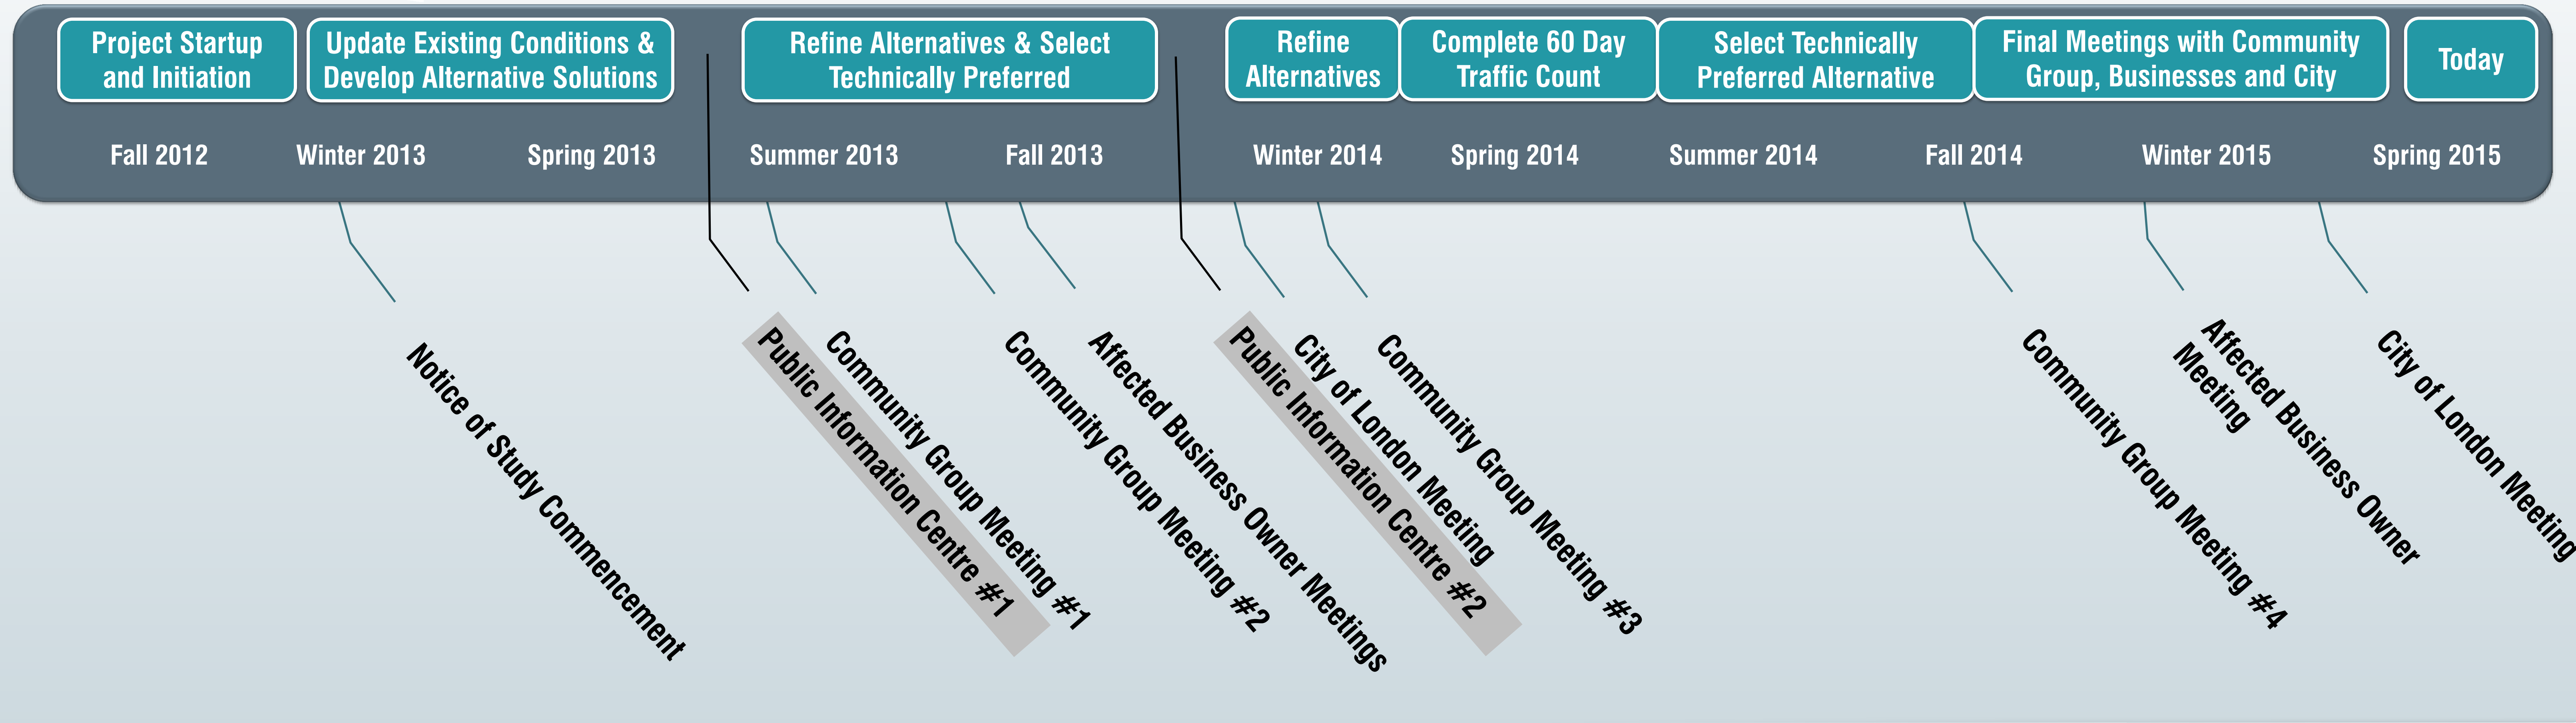 Project Startup
and Initiation
Update Existing Conditions &
Develop Alternative Solutions
Refine Alternatives & Select
Technically Preferred
Refine
Alternatives
Complete 60 Day
Traffic Count
Select Technically
Preferred Alternative
Final Meetings with Community
Group, Businesses and City
Today
Fall 2012
Winter 2013
Spring 2013
Summer 2013
Fall 2013
Winter 2014
Spring 2014
Summer 2014
Fall 2014
Winter 2015
Spring 2015
Notice of Study Commencement
Public Information Centre #1
Community Group Meeting #1
Community Group Meeting #2
Affected Business Owner Meetings
Public Information Centre #2
City of London Meeting
Community Group Meeting #3
Community Group Meeting #4
Affected Business Owner
Meeting
City of London Meeting